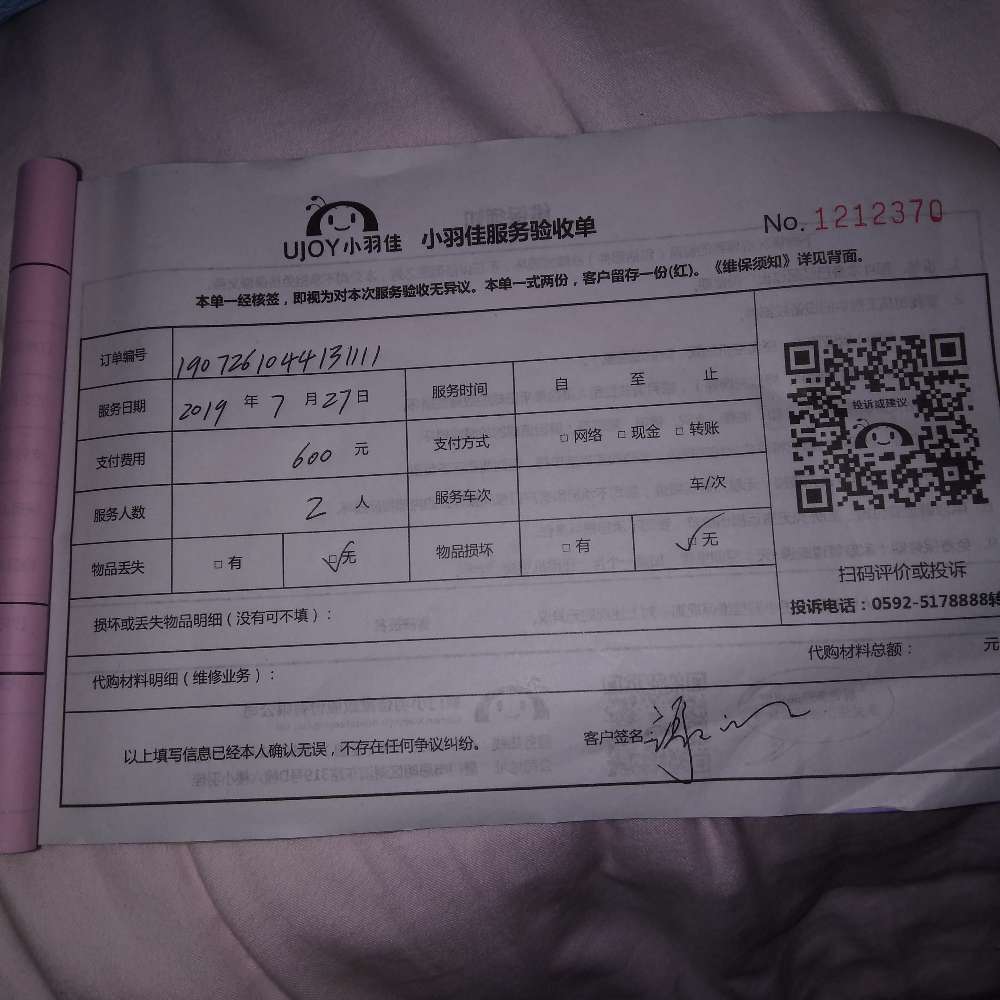 UJOY小羽佳 小羽佳服务验收单 No. 1212370
本单一经核签，即视为对本次服务验收无异议。本单一式两份，客户留存一份(红)。《维保须知》详见背面。
订单编号 1907261044131111
服务日期 2019 年 7 月 27 日 服务时间 自 至 止
支付费用 600 元 支付方式 □ 网络 □ 现金 □ 转账
服务人数 2 人 服务车次 车/次
物品丢失 □ 有 □ 无 物品损坏 □ 有 □ 无
投诉或建议
扫码评价或投诉
投诉电话：0592-5178888转
损坏或丢失物品明细（没有可不填）：
代购材料明细（维修业务）： 代购材料总额： 元
以上填写信息已经本人确认无误，不存在任何争议纠纷。 客户签名：